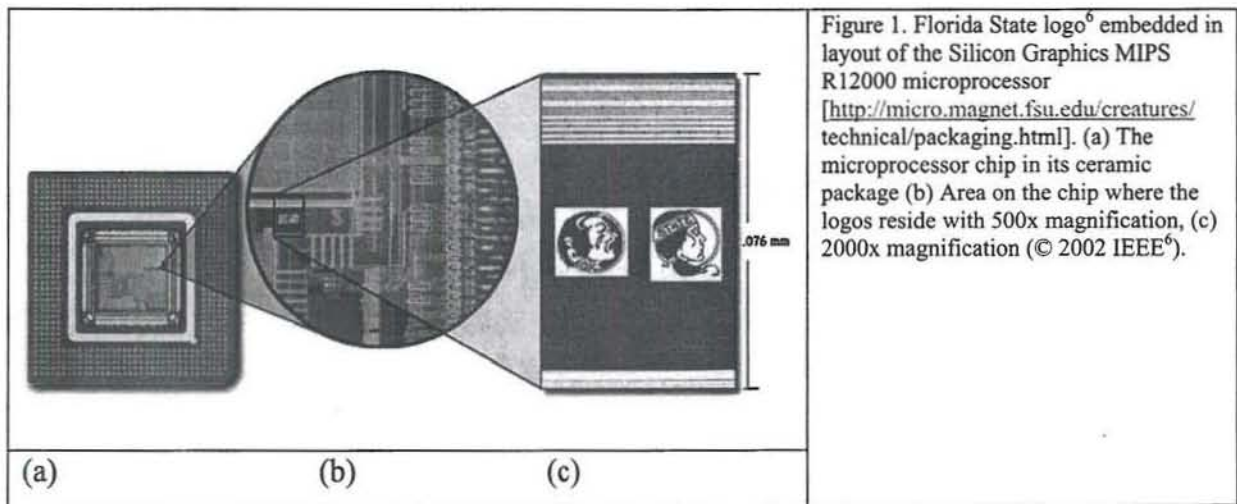 Figure 1. Florida State logo⁶ embedded in
layout of the Silicon Graphics MIPS
R12000 microprocessor
[http://micro.magnet.fsu.edu/creatures/
technical/packaging.html]. (a) The
microprocessor chip in its ceramic
package (b) Area on the chip where the
logos reside with 500x magnification, (c)
2000x magnification (© 2002 IEEE⁶).
.076 mm
(a) (b) (c)